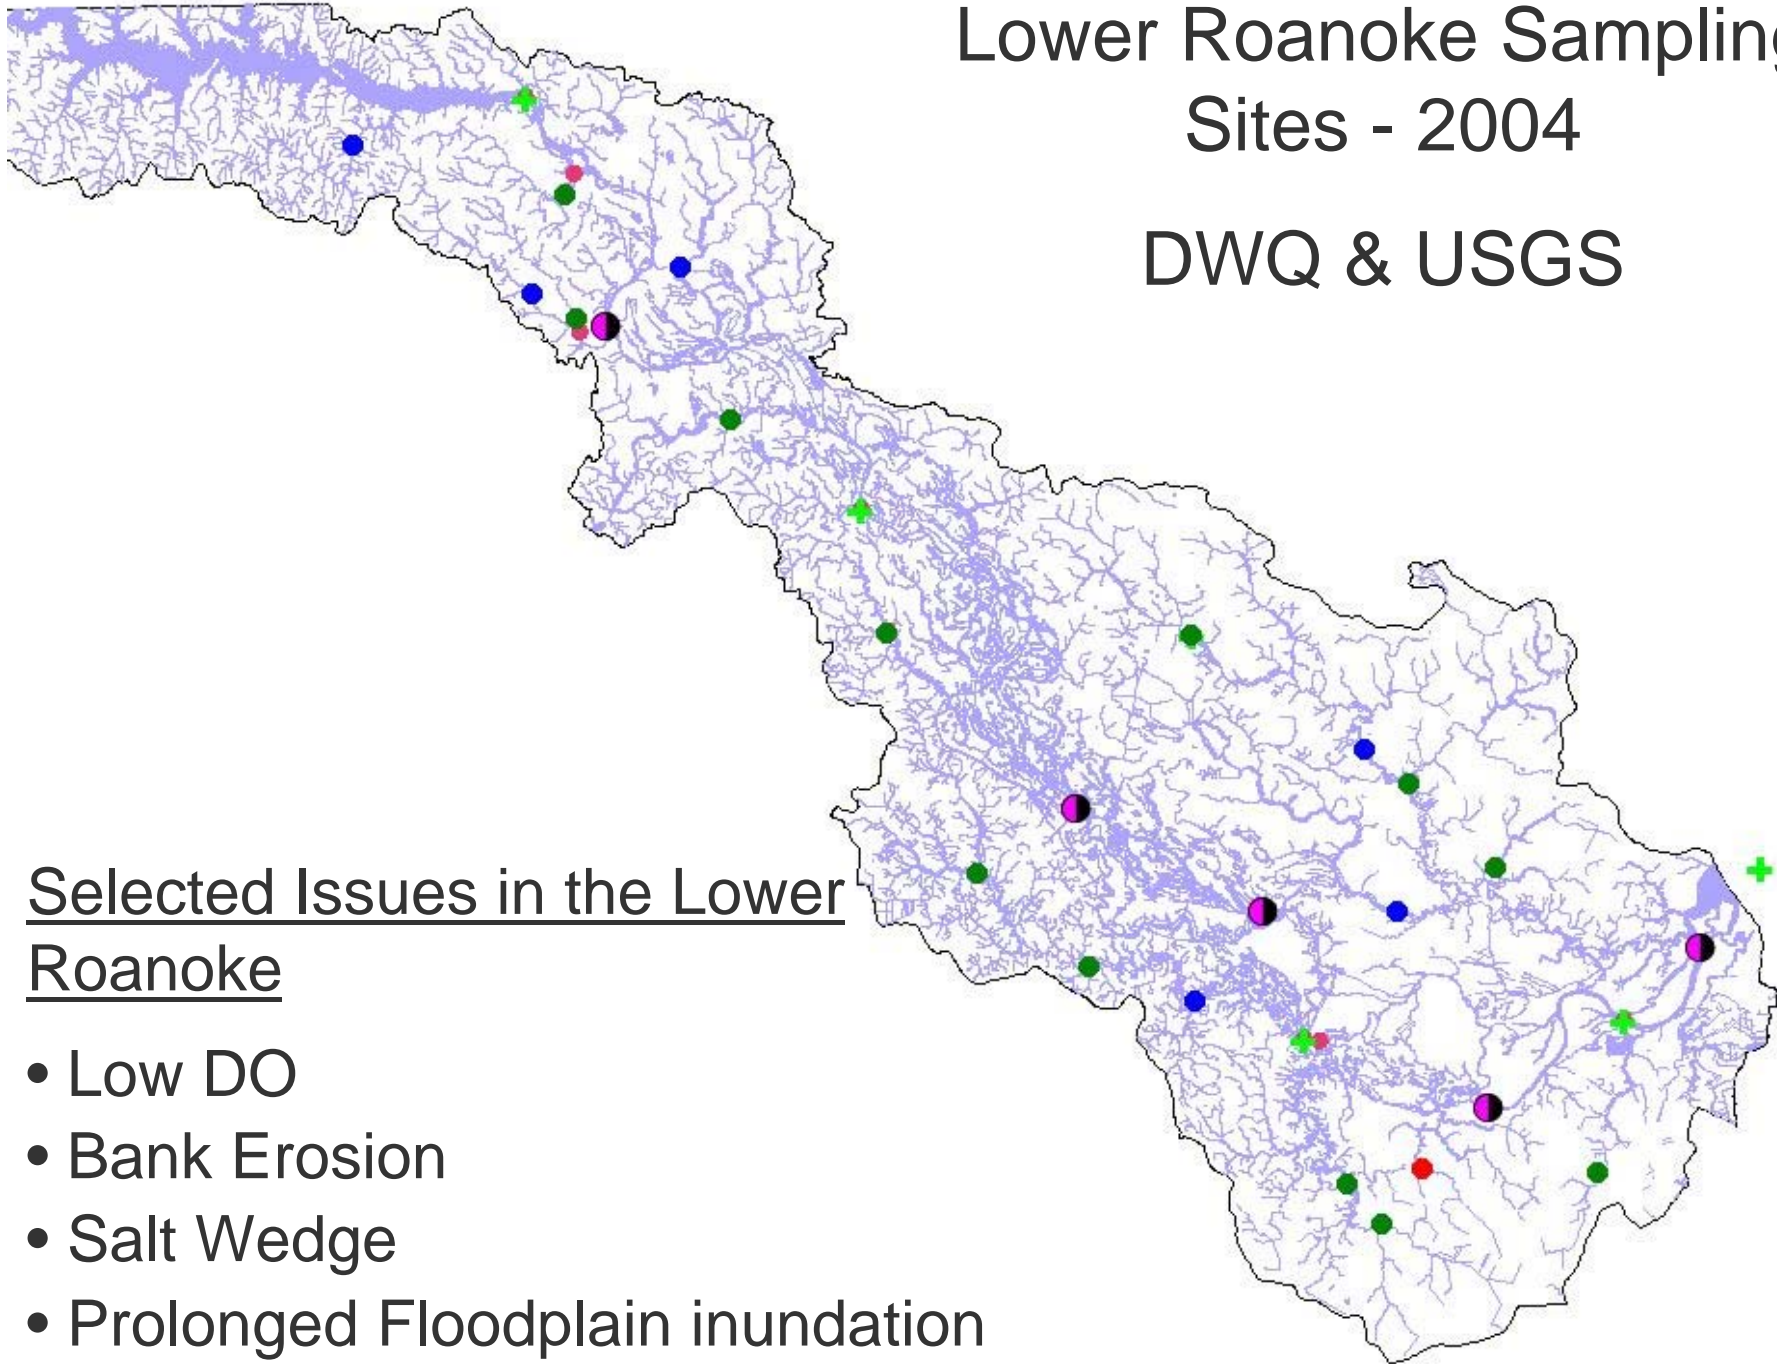 Lower Roanoke Sampling
Sites - 2004
DWQ & USGS
Selected Issues in the Lower
Roanoke
• Low DO
• Bank Erosion
• Salt Wedge
• Prolonged Floodplain inundation